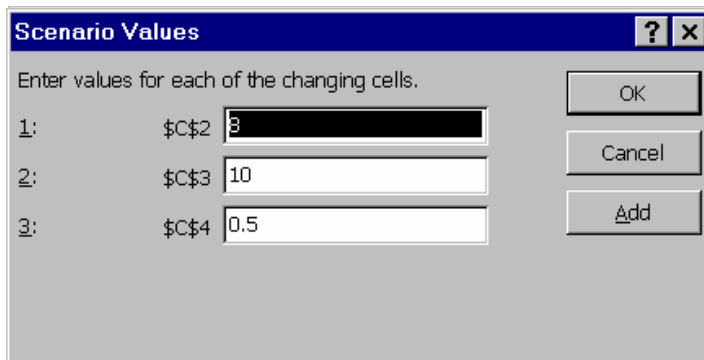 Scenario Values
Enter values for each of the changing cells.
OK
1: $C$2 8
Cancel
2: $C$3 10
Add
3: $C$4 0.5